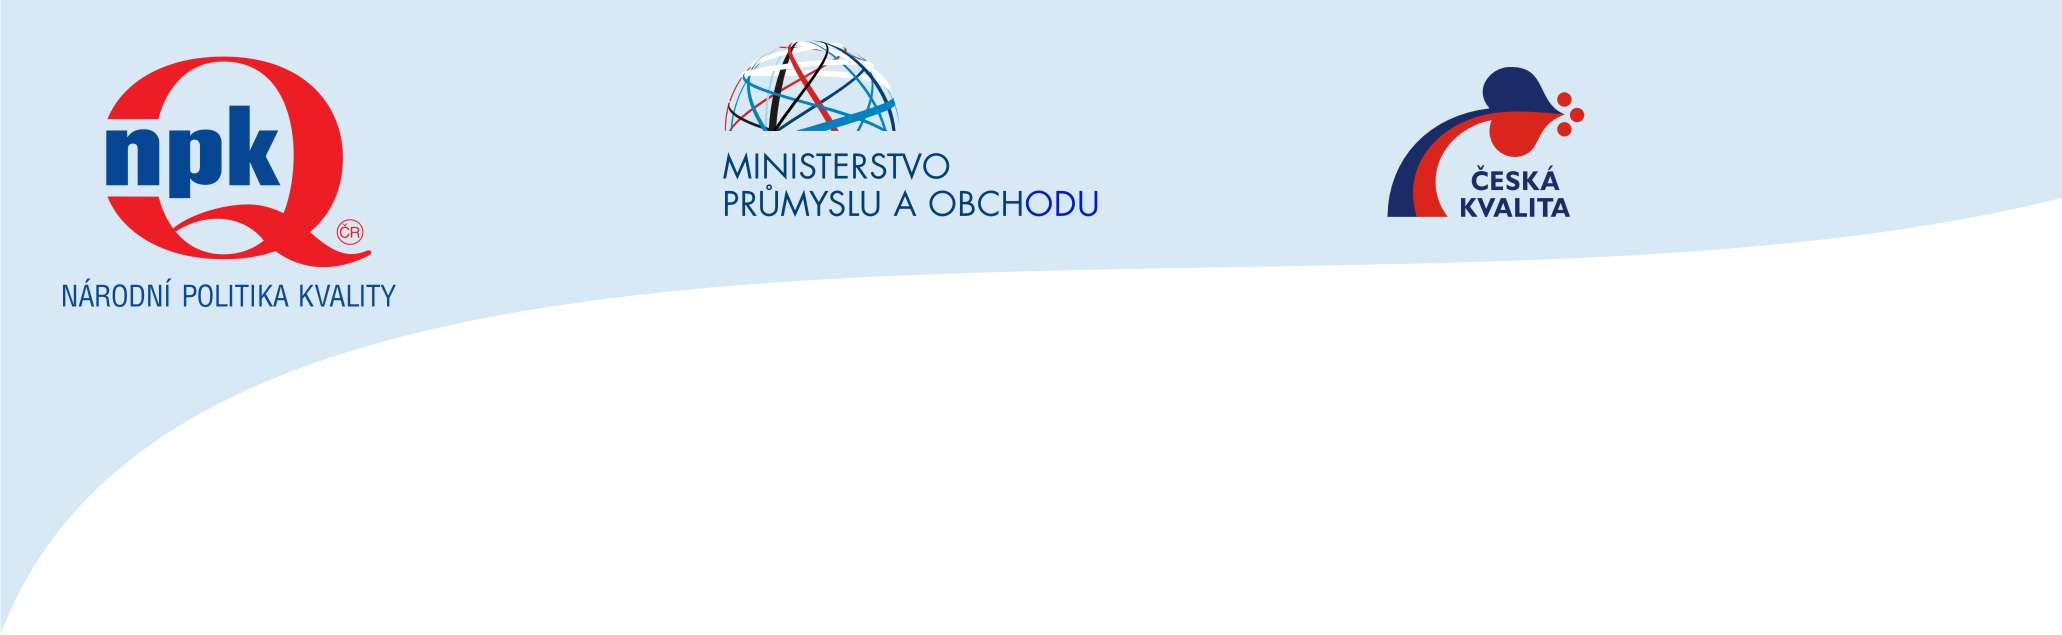 npk
ČR
NÁRODNÍ POLITIKA KVALITY
MINISTERSTVO
PRŮMYSLU A OBCHODU
ČESKÁ
KVALITA